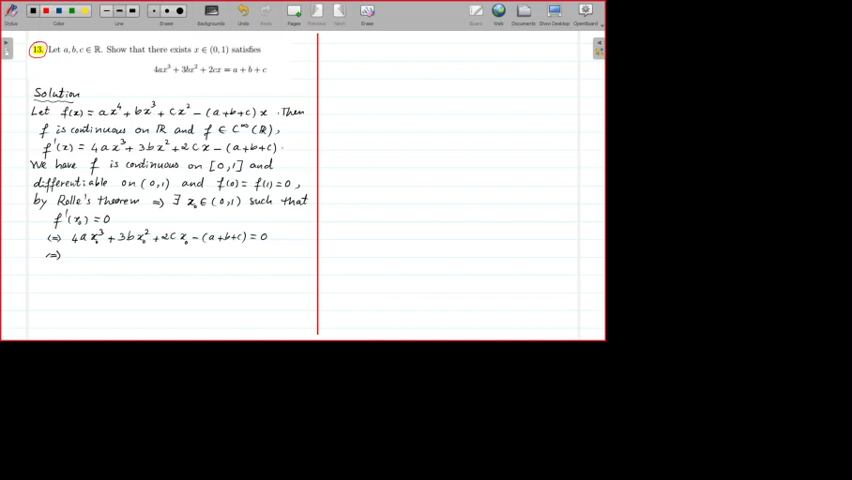 Stylus
Color
Line
Eraser
Backgrounds
Undo
Redo
Pages
Previous
Next
Erase
Board
Web
Documents
Show Desktop
OpenBoard
13. Let a, b, c ∈ ℝ. Show that there exists x ∈ (0, 1) satisfies
4ax³ + 3bx² + 2cx = a + b + c
Solution
Let f(x) = ax⁴ + bx³ + cx² − (a+b+c) x . Then
f is continuous on ℝ and f ∈ C^∞(ℝ),
f'(x) = 4ax³ + 3bx² + 2cx − (a+b+c) .
We have f is continuous on [0,1] and
differentiable on (0,1) and f(0) = f(1) = 0,
by Rolle's theorem ⇒ ∃ x₀ ∈ (0,1) such that
f'(x₀) = 0
⇔ 4ax₀³ + 3bx₀² + 2cx₀ − (a+b+c) = 0
⇔